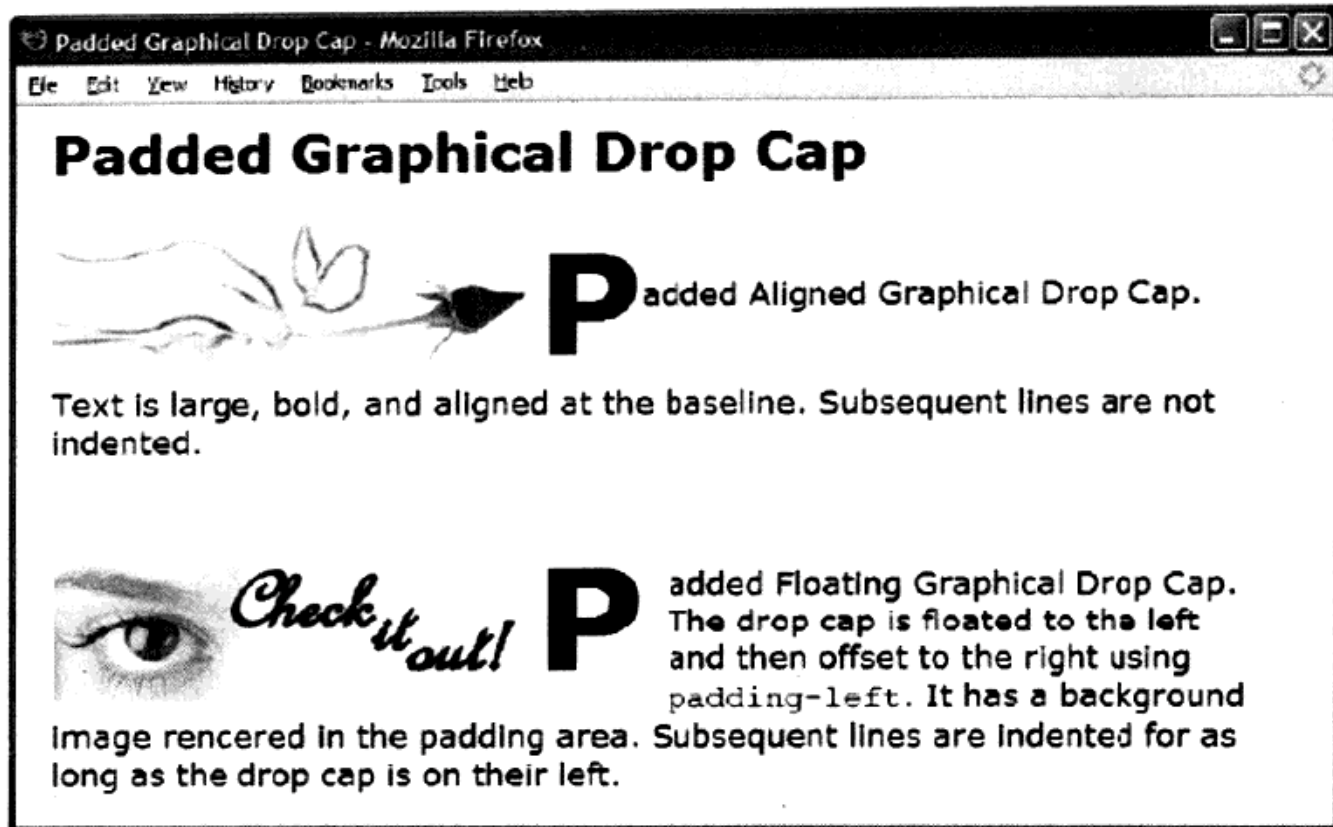 Padded Graphical Drop Cap - Mozilla Firefox
File Edit View History Bookmarks Tools Help
Padded Graphical Drop Cap
Padded Aligned Graphical Drop Cap.
Text is large, bold, and aligned at the baseline. Subsequent lines are not
indented.
Check it out!
Padded Floating Graphical Drop Cap.
The drop cap is floated to the left
and then offset to the right using
padding-left. It has a background
image rencered in the padding area. Subsequent lines are indented for as
long as the drop cap is on their left.